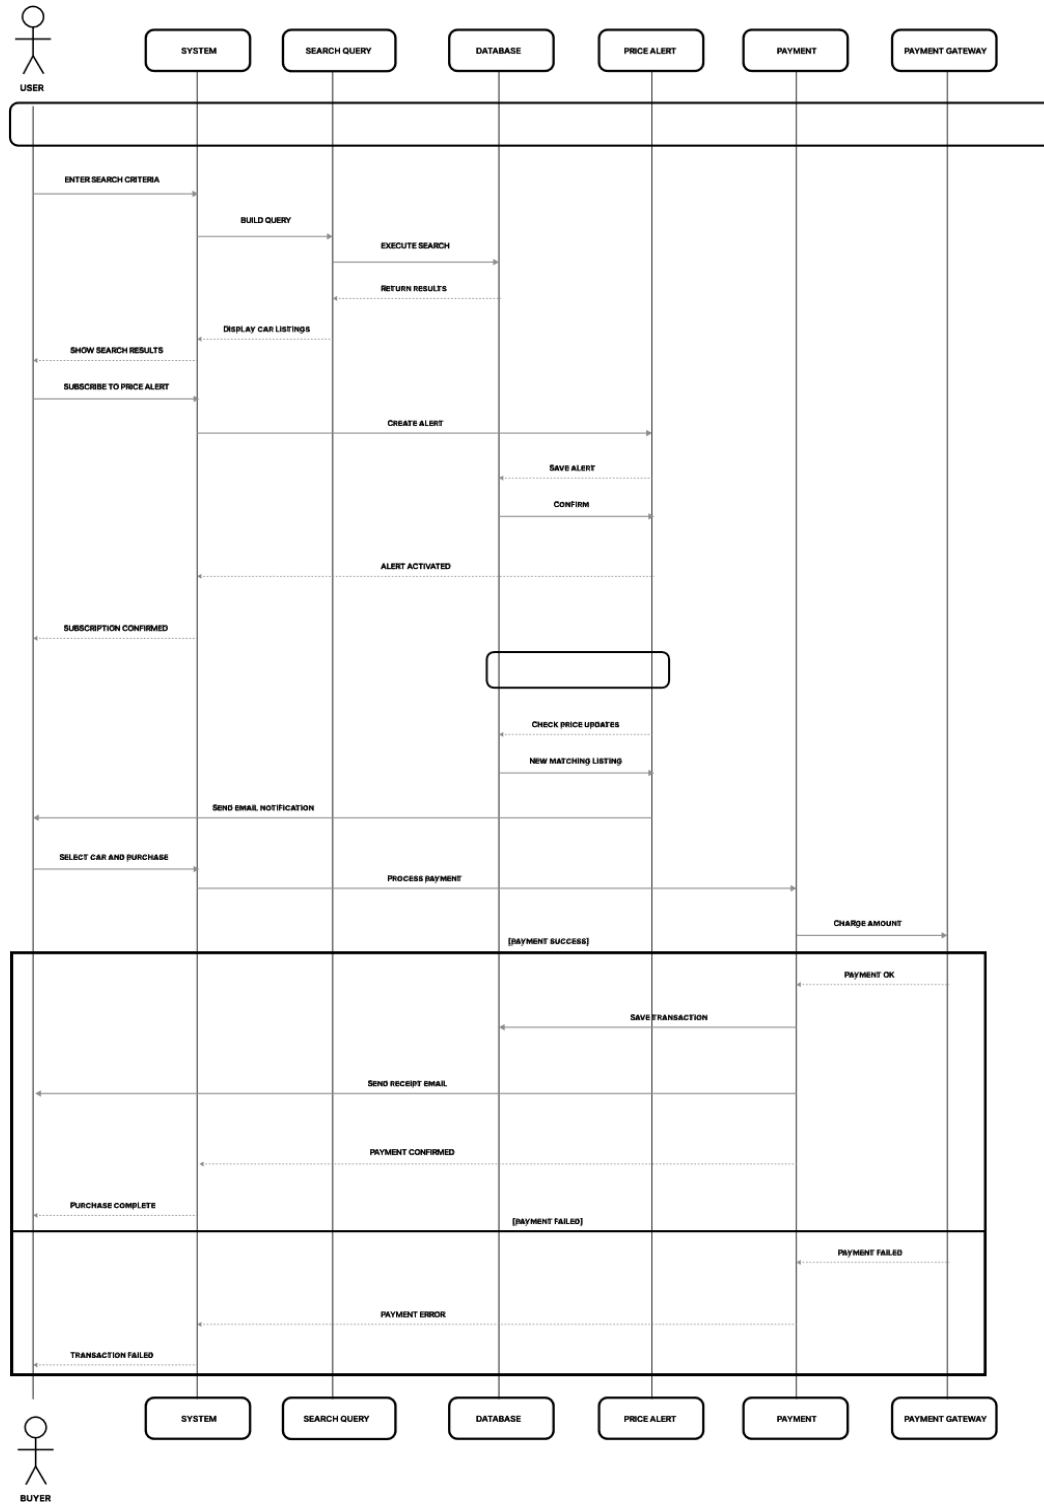 USER
SYSTEM
SEARCH QUERY
DATABASE
PRICE ALERT
PAYMENT
PAYMENT GATEWAY
ENTER SEARCH CRITERIA
BUILD QUERY
EXECUTE SEARCH
RETURN RESULTS
DISPLAY CAR LISTINGS
SHOW SEARCH RESULTS
SUBSCRIBE TO PRICE ALERT
CREATE ALERT
SAVE ALERT
CONFIRM
ALERT ACTIVATED
SUBSCRIPTION CONFIRMED
CHECK PRICE UPDATES
NEW MATCHING LISTING
SEND EMAIL NOTIFICATION
SELECT CAR AND PURCHASE
PROCESS PAYMENT
CHARGE AMOUNT
[PAYMENT SUCCESS]
PAYMENT OK
SAVE TRANSACTION
SEND RECEIPT EMAIL
PAYMENT CONFIRMED
PURCHASE COMPLETE
[PAYMENT FAILED]
PAYMENT FAILED
PAYMENT ERROR
TRANSACTION FAILED
SYSTEM
SEARCH QUERY
DATABASE
PRICE ALERT
PAYMENT
PAYMENT GATEWAY
BUYER